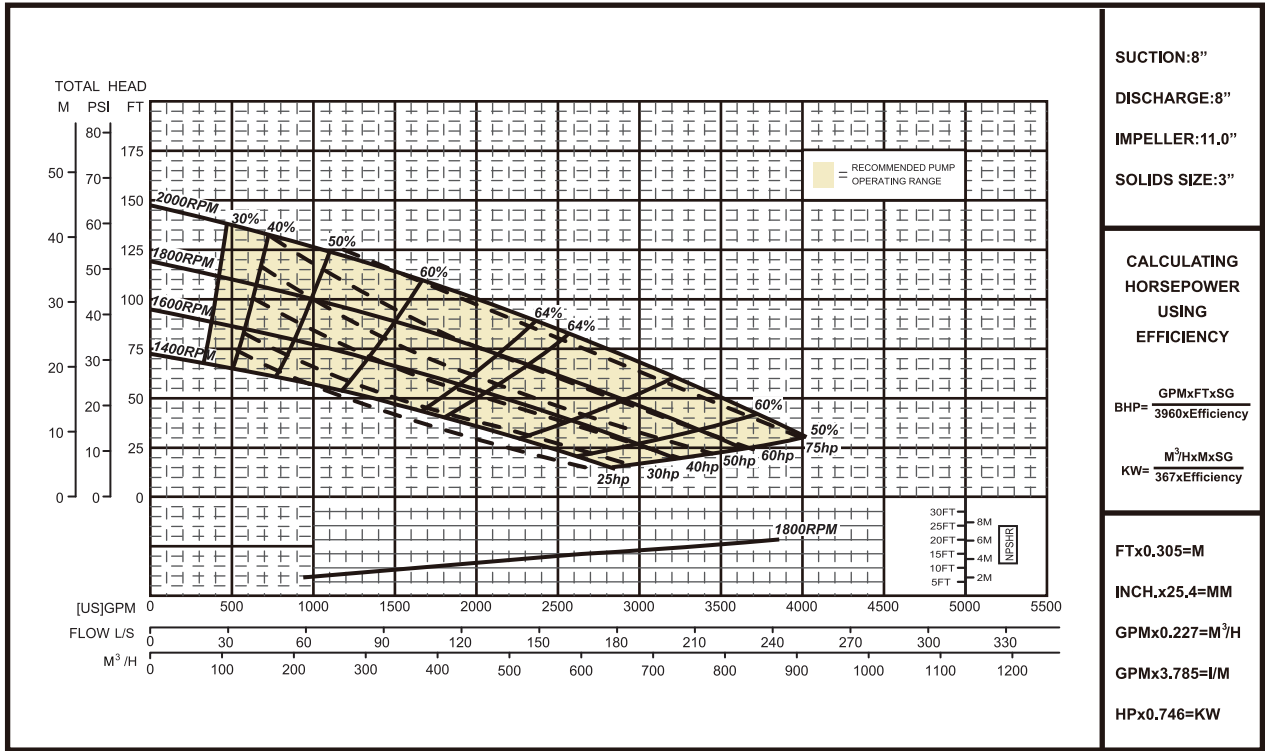 TOTAL HEAD
M PSI FT
80
70
60
50
40
30
20
10
0
50
40
30
20
10
0
175
150
125
100
75
50
25
0
= RECOMMENDED PUMP
OPERATING RANGE
2000RPM
1800RPM
1600RPM
1400RPM
30%
40%
50%
60%
64%
64%
60%
50%
75hp
60hp
50hp
40hp
30hp
25hp
1800RPM
30FT
25FT
20FT
15FT
10FT
5FT
8M
6M
4M
2M
NPSHR
[US]GPM 0 500 1000 1500 2000 2500 3000 3500 4000 4500 5000 5500
FLOW L/S 0 30 60 90 120 150 180 210 240 270 300 330
M³ /H 0 100 200 300 400 500 600 700 800 900 1000 1100 1200
SUCTION:8”
DISCHARGE:8”
IMPELLER:11.0”
SOLIDS SIZE:3”
CALCULATING
HORSEPOWER
USING
EFFICIENCY
BHP= GPMxFTxSG
3960xEfficiency
KW= M³/HxMxSG
367xEfficiency
FTx0.305=M
INCH.x25.4=MM
GPMx0.227=M³/H
GPMx3.785=l/M
HPx0.746=KW